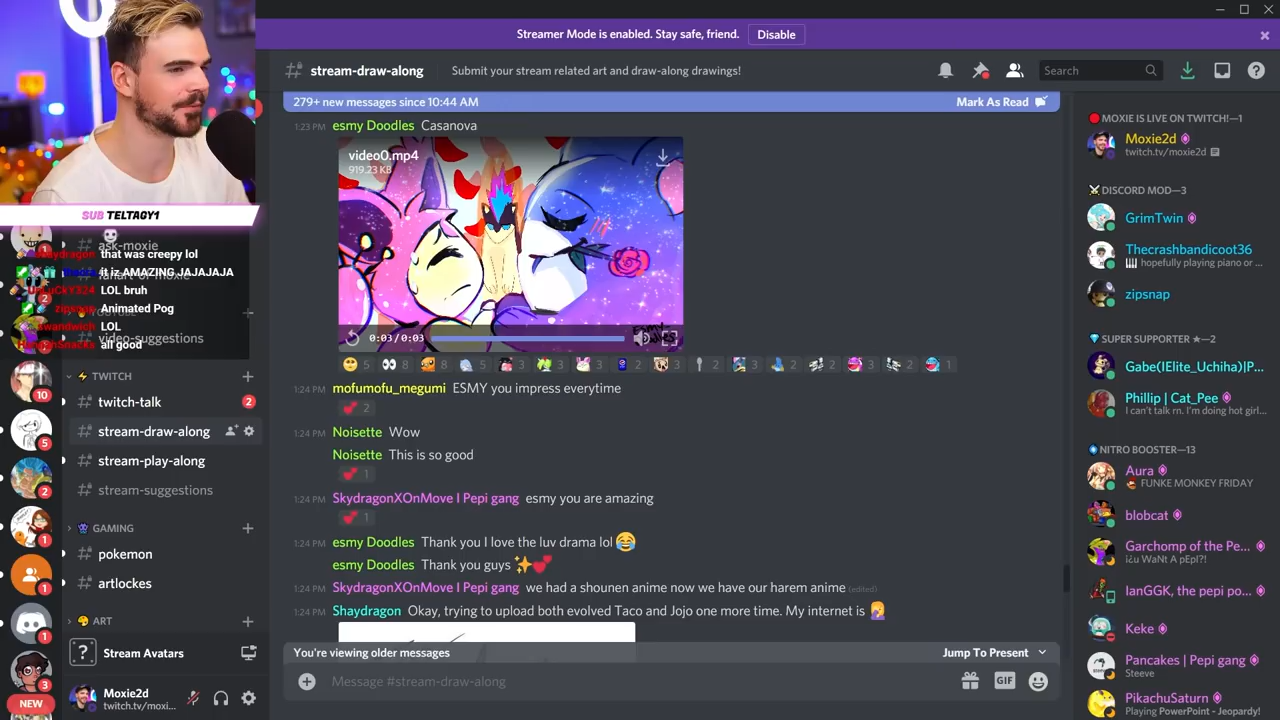 Streamer Mode is enabled. Stay safe, friend.
Disable
stream-draw-along
Submit your stream related art and draw-along drawings!
Search
279+ new messages since 10:44 AM
Mark As Read
1:23 PM esmy Doodles Casanova
video0.mp4
919.23 KB
0:03/0:03
5 8 8 5 3 3 3 2 3 2 3 2 2 3 2 1
1:24 PM mofumofu_megumi ESMY you impress everytime
2
1:24 PM Noisette Wow
Noisette This is so good
1
1:24 PM SkydragonXOnMove I Pepi gang esmy you are amazing
1
1:24 PM esmy Doodles Thank you I love the luv drama lol
esmy Doodles Thank you guys
SkydragonXOnMove I Pepi gang we had a shounen anime now we have our harem anime (edited)
1:24 PM Shaydragon Okay, trying to upload both evolved Taco and Jojo one more time. My internet is
You're viewing older messages
Jump To Present
Message #stream-draw-along
GIF
SUB TELTAGY1
ask-moxie
that was creepy lol
it iz AMAZING JAJAJAJA
LOL bruh
zipsnap Animated Pog
LOL
video-suggestions
all good
TWITCH
twitch-talk
2
stream-draw-along
stream-play-along
stream-suggestions
GAMING
pokemon
artlockes
ART
Stream Avatars
Moxie2d
twitch.tv/moxi...
1
2
10
5
2
1
1
1
3
NEW
MOXIE IS LIVE ON TWITCH!—1
Moxie2d
twitch.tv/moxie2d
DISCORD MOD—3
GrimTwin
Thecrashbandicoot36
hopefully playing piano or ...
zipsnap
SUPER SUPPORTER ★—2
Gabe(IElite_Uchiha)|P...
Phillip | Cat_Pee
I can't talk rn. I'm doing hot girl...
NITRO BOOSTER—13
Aura
FUNKE MONKEY FRIDAY
blobcat
Garchomp of the Pe...
i¿u WaNt A pEpI?!
IanGGK, the pepi po...
Keke
Pancakes | Pepi gang
Steeve
PikachuSaturn
Playing PowerPoint - Jeopardy!